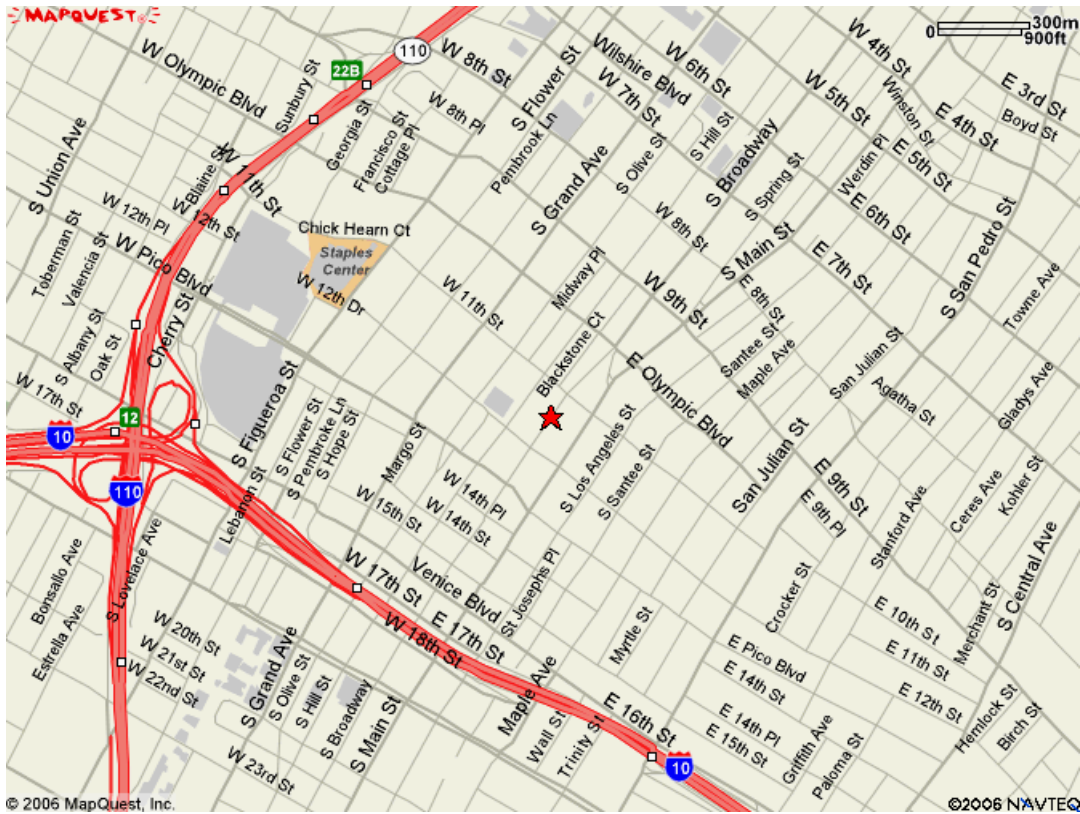 MAPQUEST
0
300m
900ft
W Olympic Blvd
Sunbury St
22B
110
W 8th St
S Flower St
Wilshire Blvd
W 6th St
W 7th St
W 4th St
W 5th St
Winston St
E 3rd St
Boyd St
E 4th St
E 5th St
S Union Ave
Georgia St
Francisco St
Cottage Pl
W 8th Pl
Pembrook Ln
S Grand Ave
S Olive St
S Hill St
S Broadway
S Spring St
Werdin Pl
E 6th St
Blaine St
W 11th St
W 12th Pl
W 12th St
Toberman St
Valencia St
W Pico Blvd
Chick Hearn Ct
Staples
Center
W 12th Dr
W 11th St
Midway Pl
W 8th St
W 9th St
S Main St
E 7th St
E 8th St
S San Pedro St
Towne Ave
S Albany St
Oak St
Cherry St
W 17th St
12
10
110
Blackstone Ct
E Olympic Blvd
Santee St
Maple Ave
San Julian St
Agatha St
Gladys Ave
S Figueroa St
S Flower St
S Pembroke Ln
S Hope St
Margo St
Lebanon St
W 14th Pl
W 15th St
W 14th St
S Los Angeles St
S Santee St
San Julian St
E 9th St
E 9th Pl
Stanford Ave
Ceres Ave
Kohler St
Bonsallo Ave
Estrella Ave
S Lovelace Ave
W 17th St
Venice Blvd
W 18th St
E 17th St
St Josephs Pl
Myrtle St
Crocker St
E 10th St
E 11th St
E 12th St
Merchant St
S Central Ave
W 20th St
W 21st St
W 22nd St
S Grand Ave
S Olive St
S Hill St
S Broadway
S Main St
W 23rd St
Maple Ave
Wall St
Trinity St
E 16th St
E Pico Blvd
E 14th St
E 14th Pl
E 15th St
Griffith Ave
Paloma St
Hemlock St
Birch St
10
© 2006 MapQuest, Inc.
©2006 NAVTEQ